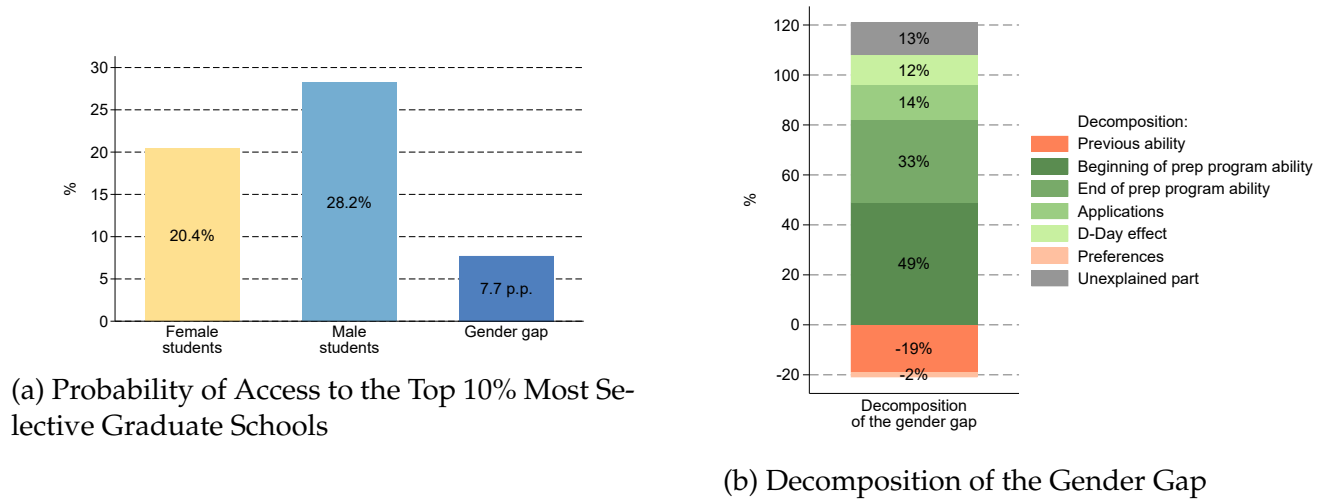 30
25
20
15
10
5
0
%
20.4%
28.2%
7.7 p.p.
Female
students
Male
students
Gender gap
(a) Probability of Access to the Top 10% Most Se-
lective Graduate Schools
120
100
80
60
40
20
0
-20
%
13%
12%
14%
33%
49%
-19%
-2%
Decomposition
of the gender gap
Decomposition:
Previous ability
Beginning of prep program ability
End of prep program ability
Applications
D-Day effect
Preferences
Unexplained part
(b) Decomposition of the Gender Gap